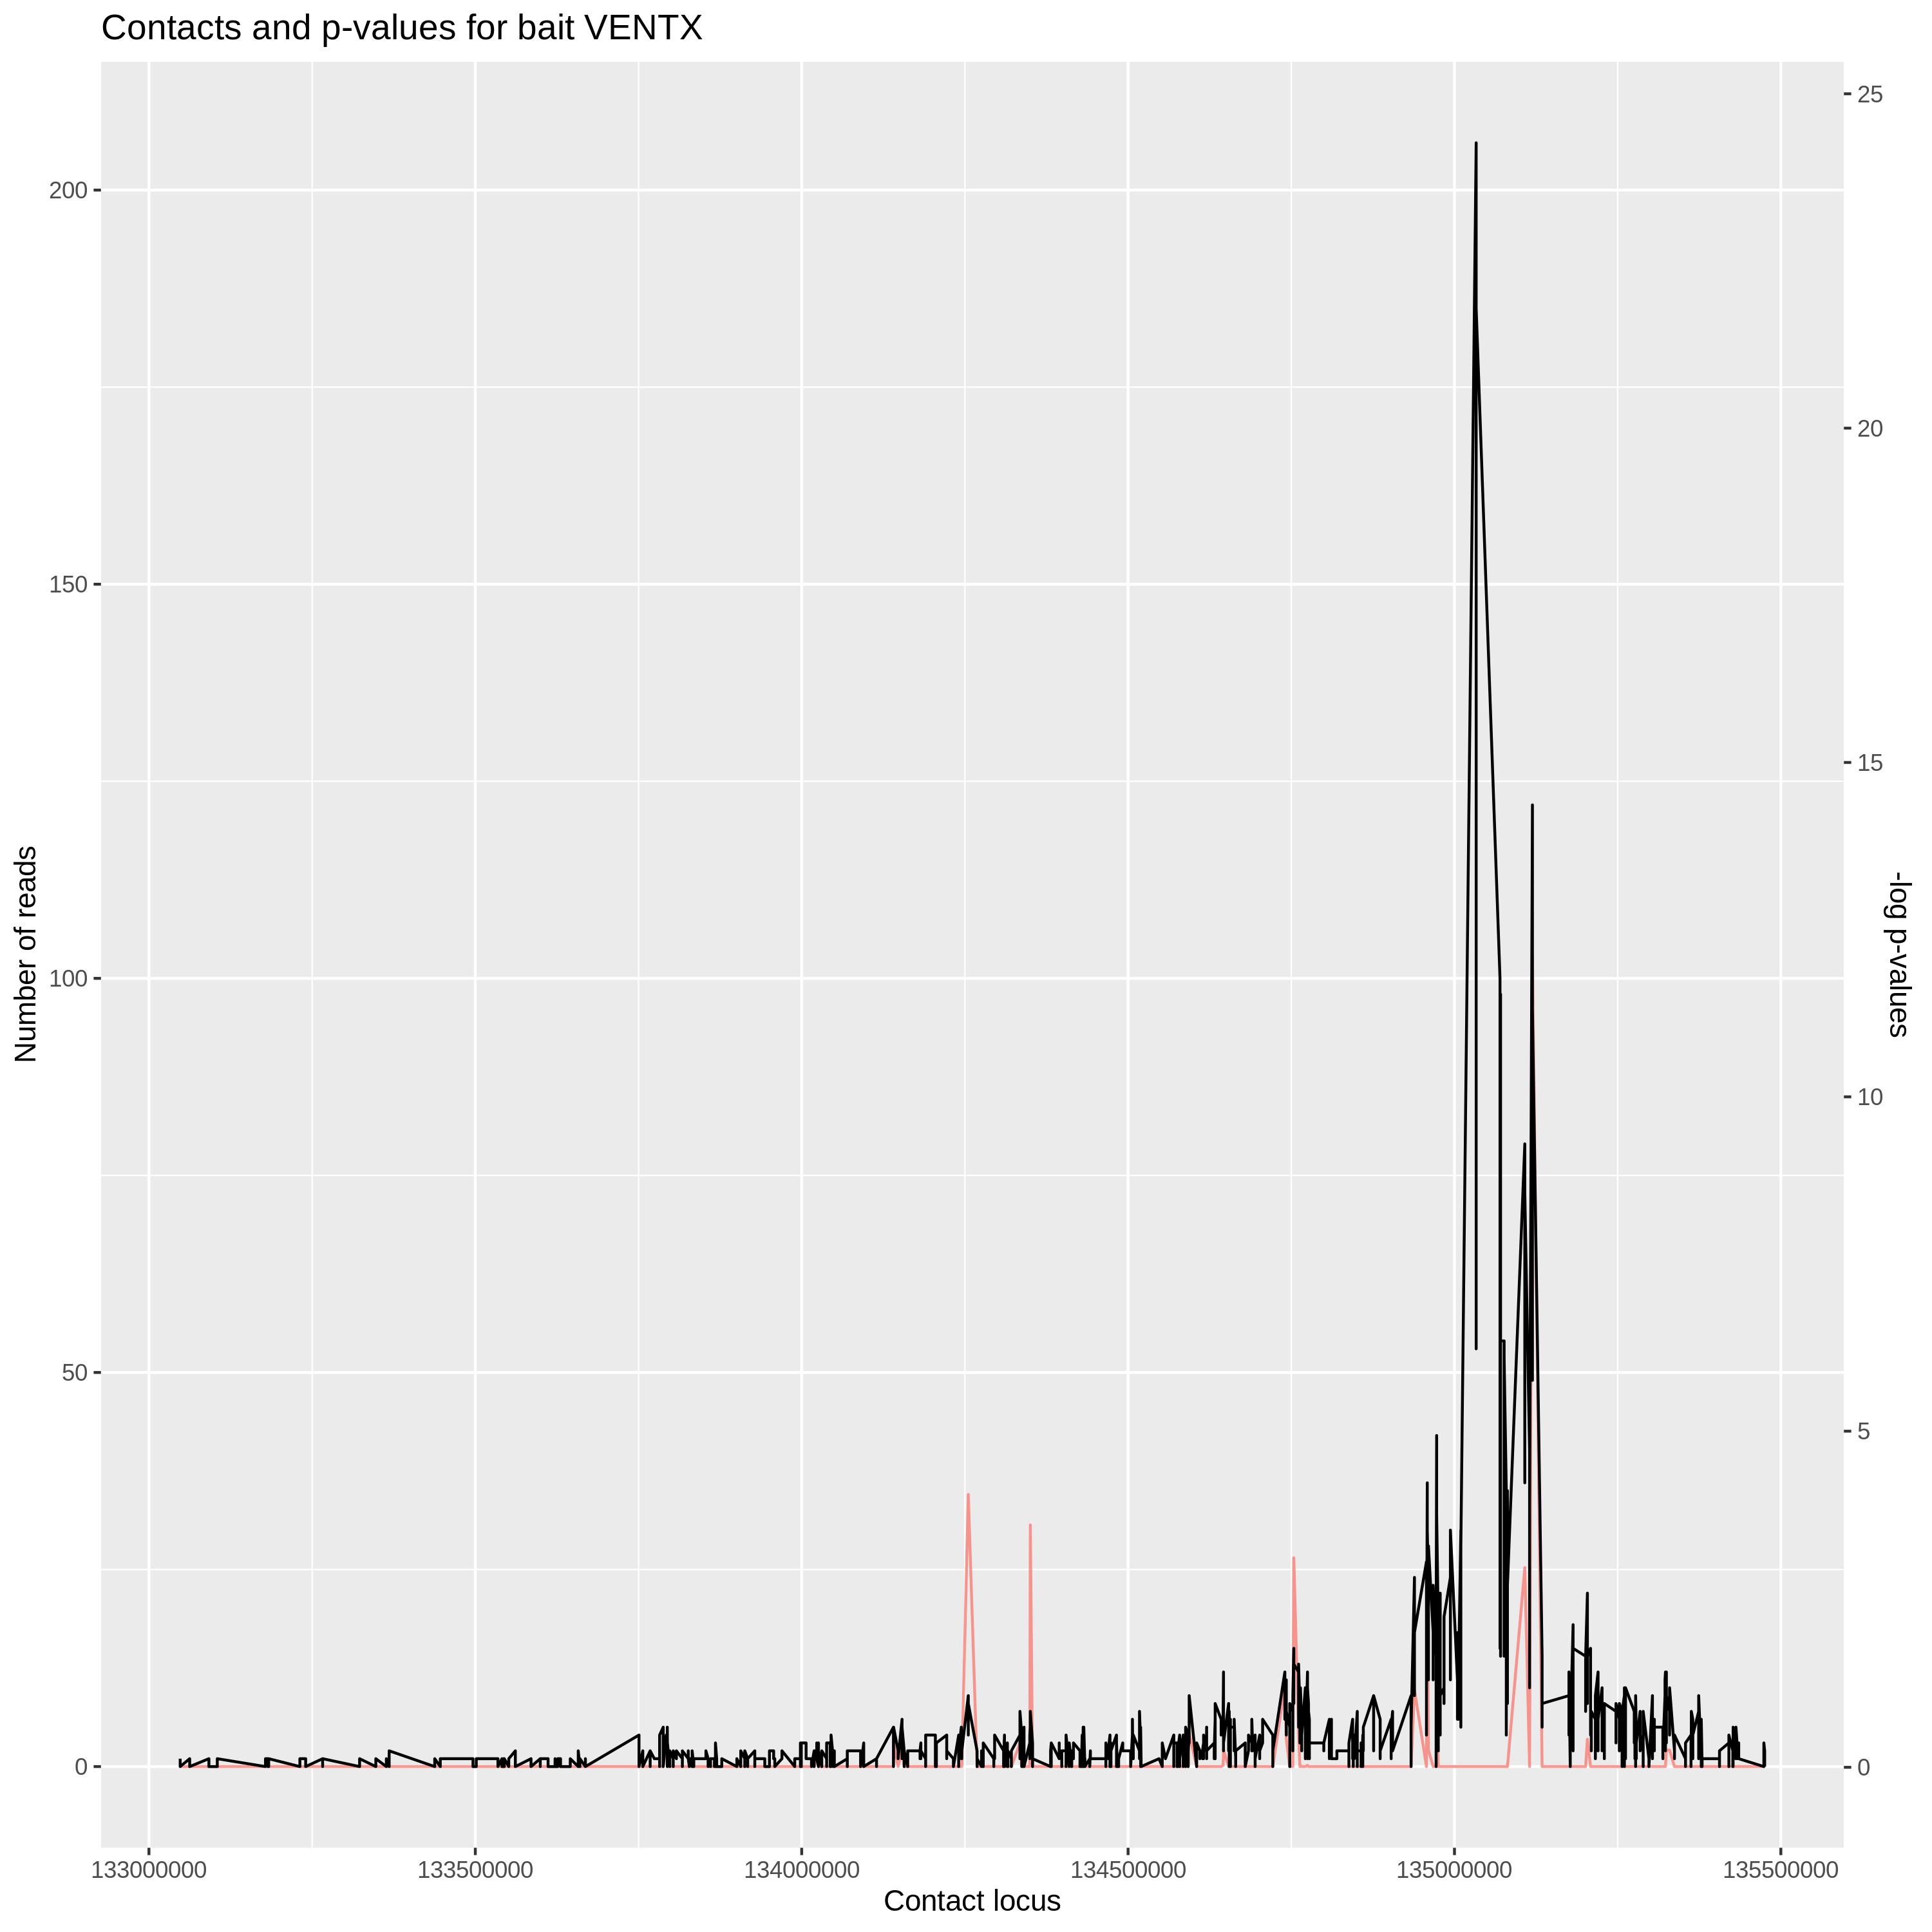 Contacts and p-values for bait VENTX
Number of reads
200
150
100
50
0
25
20
15
10
5
0
-log p-values
133000000 133500000 134000000 134500000 135000000 135500000
Contact locus